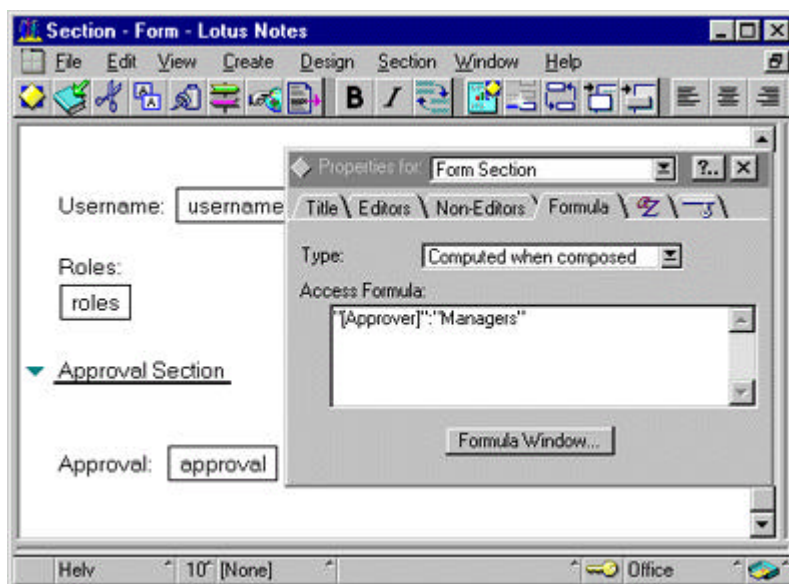 Section - Form - Lotus Notes
File Edit View Create Design Section Window Help
B I
Properties for: Form Section ?..
Username: username
Title Editors Non-Editors Formula
Type: Computed when composed
Roles:
roles
Access Formula:
"[Approver]":"Managers"
Approval Section
Formula Window...
Approval: approval
Helv 10 [None] Office